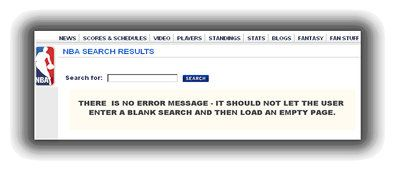 NEWS SCORES & SCHEDULES VIDEO PLAYERS STANDINGS STATS BLOGS FANTASY FAN STUFF
NBA SEARCH RESULTS
NBA
Search for: SEARCH
THERE IS NO ERROR MESSAGE - IT SHOULD NOT LET THE USER
ENTER A BLANK SEARCH AND THEN LOAD AN EMPTY PAGE.